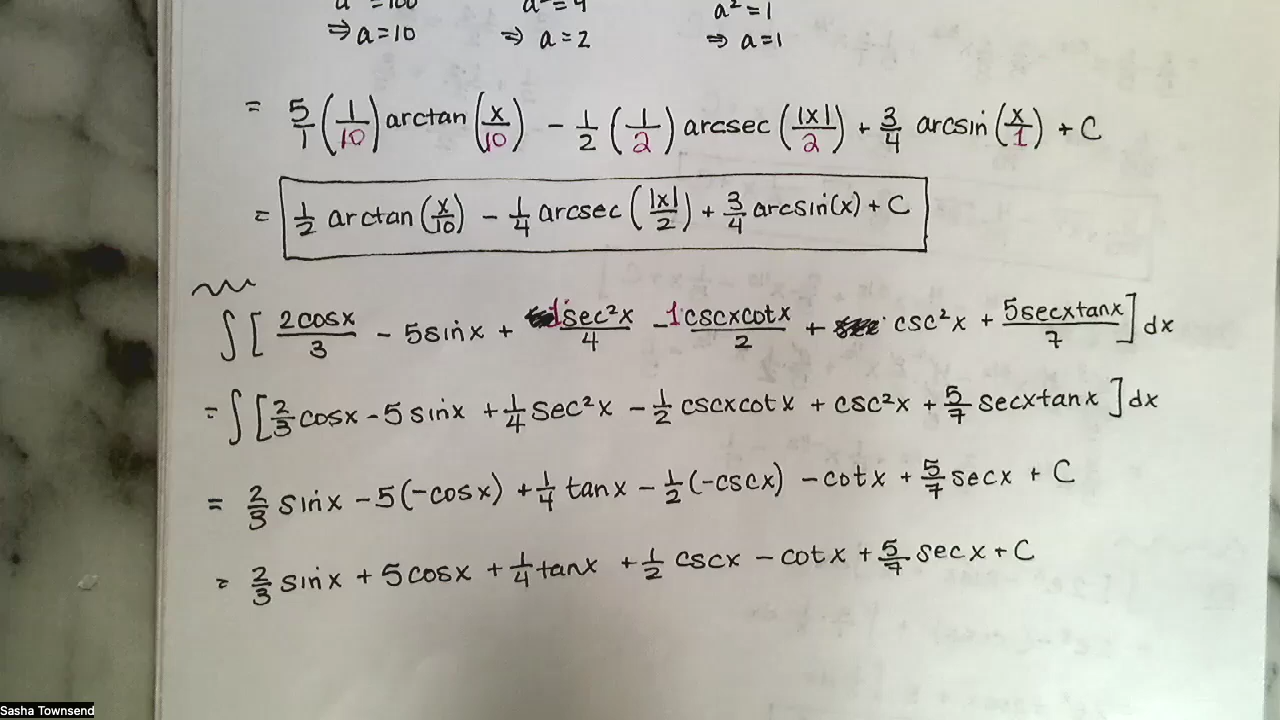 a² = 100 a² = 4 a² = 1
⇒ a = 10 ⇒ a = 2 ⇒ a = 1
= 5/1 (1/10) arctan (x/10) - 1/2 (1/2) arcsec (|x|/2) + 3/4 arcsin (x/1) + C
= 1/2 arctan (x/10) - 1/4 arcsec (|x|/2) + 3/4 arcsin(x) + C
∫ [ 2cosx/3 - 5sinx + 1sec²x/4 - 1cscxcotx/2 + csc²x + 5secxtanx/7 ] dx
= ∫ [ 2/3 cosx - 5 sinx + 1/4 sec²x - 1/2 cscxcotx + csc²x + 5/7 secxtanx ] dx
= 2/3 sinx - 5(-cosx) + 1/4 tanx - 1/2 (-cscx) - cotx + 5/7 secx + C
= 2/3 sinx + 5cosx + 1/4 tanx + 1/2 cscx - cotx + 5/7 secx + C
Sasha Townsend